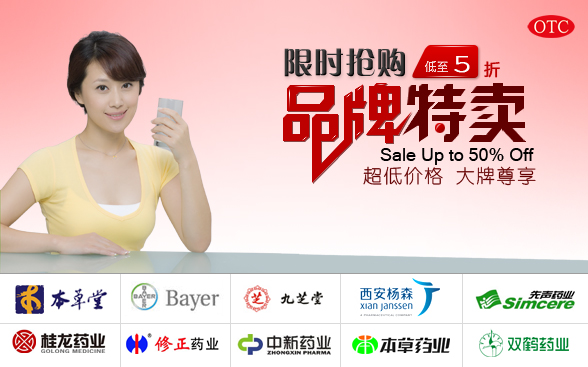 OTC
限时抢购 低至5折
品牌特卖
Sale Up to 50% Off
超低价格 大牌尊享
本草堂 BAYER Bayer 九芝堂 西安杨森 xian janssen 先声药业 Simcere
桂龙药业 GOLONG MEDICINE 修正药业 中新药业 ZHONGXIN PHARMA 本草药业 双鹤药业